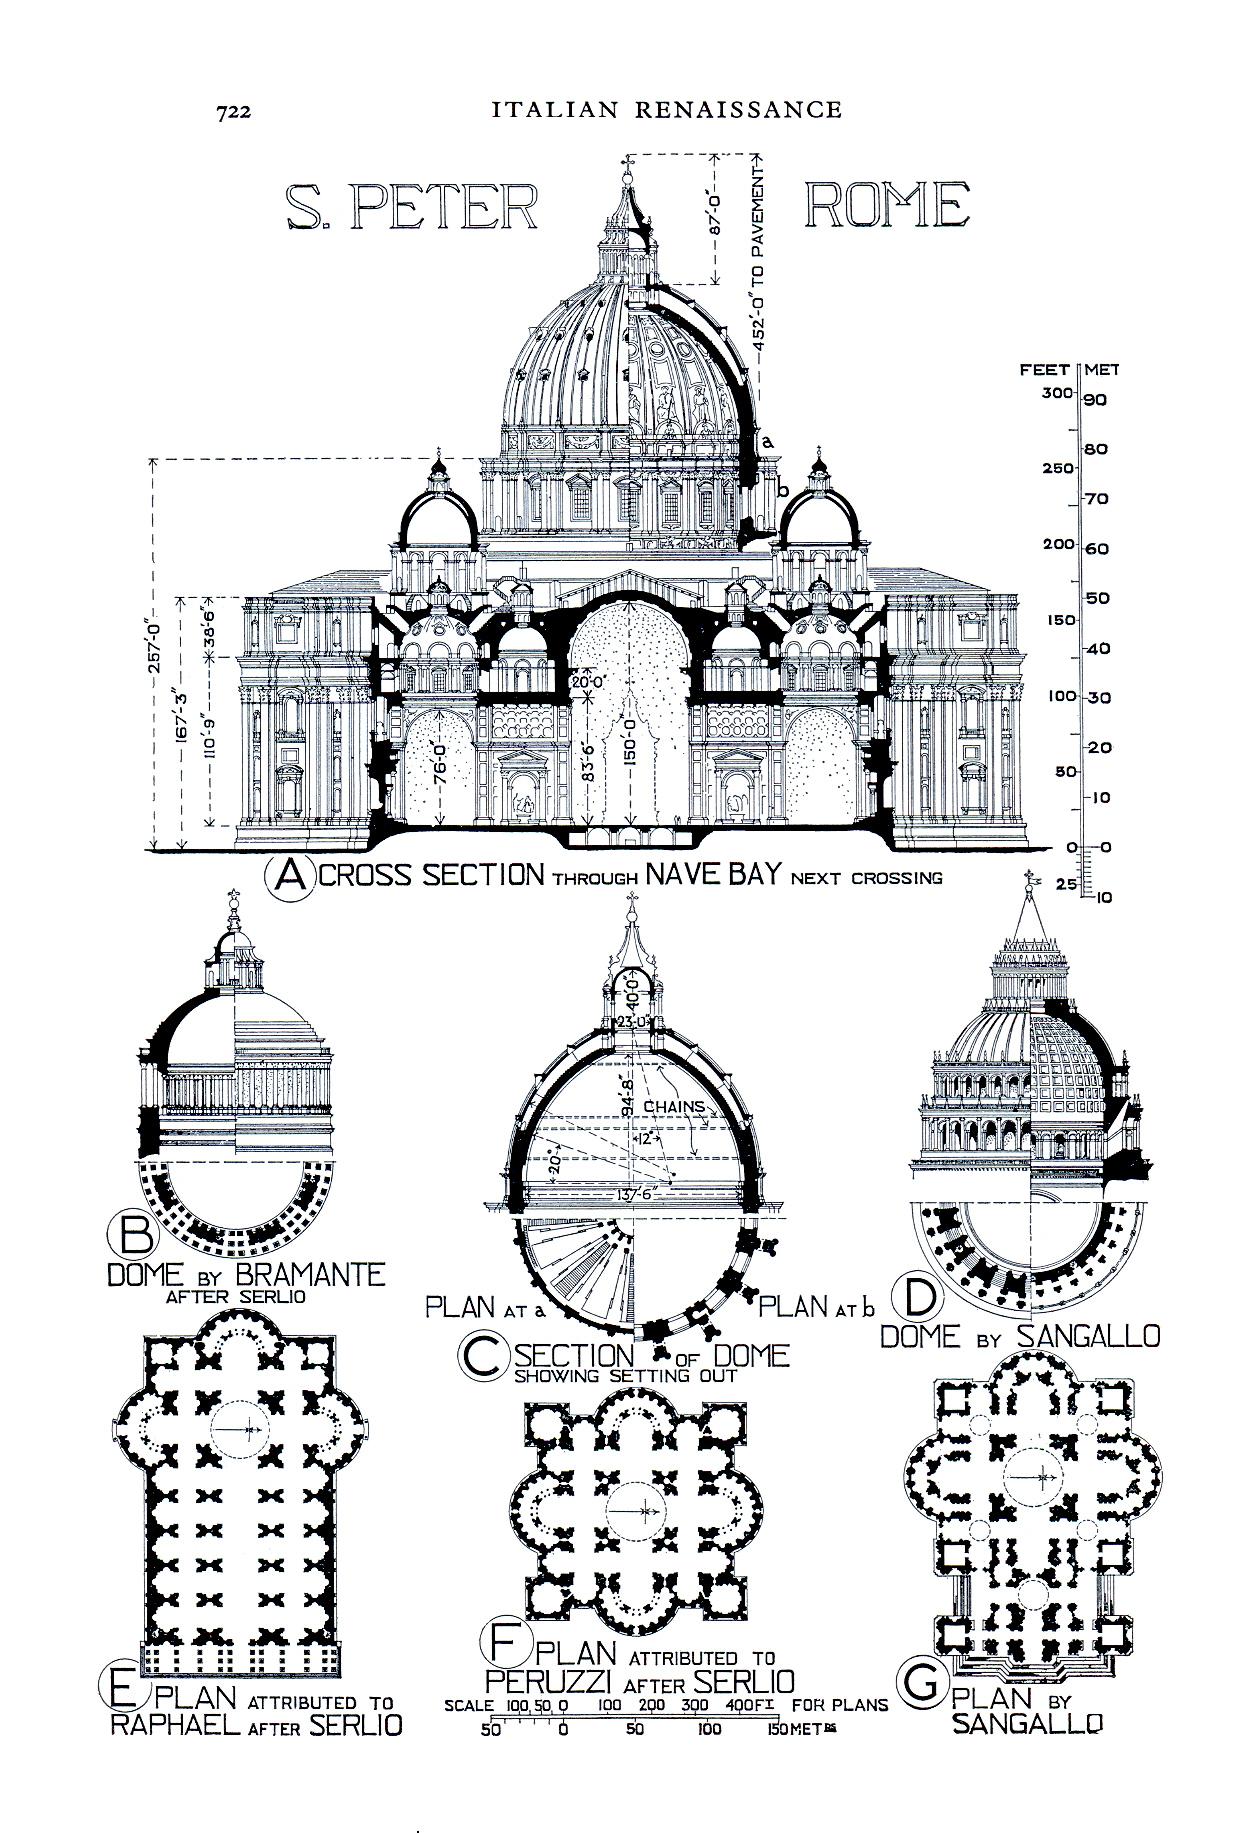 722
ITALIAN RENAISSANCE
S. PETER ROME
87'-0"
452'-0" TO PAVEMENT
FEET MET
300 90
80
250
70
200 60
50
150
40
100 30
20
50
10
0 0
25
10
a
b
257'-0"
167'-3"
38'-6"
110'-9"
76'-0"
20'-0"
83'-6"
150'-0"
A CROSS SECTION THROUGH NAVE BAY NEXT CROSSING
40'-0"
23'-0"
94'-8"
CHAINS
12°
20°
137'-6"
B
DOME BY BRAMANTE
AFTER SERLIO
PLAN AT a
PLAN AT b
C SECTION OF DOME
SHOWING SETTING OUT
D
DOME BY SANGALLO
E PLAN ATTRIBUTED TO
RAPHAEL AFTER SERLIO
F PLAN ATTRIBUTED TO
PERUZZI AFTER SERLIO
SCALE 100 50 0 100 200 300 400FT FOR PLANS
50 0 50 100 150METRS
G PLAN BY
SANGALLO